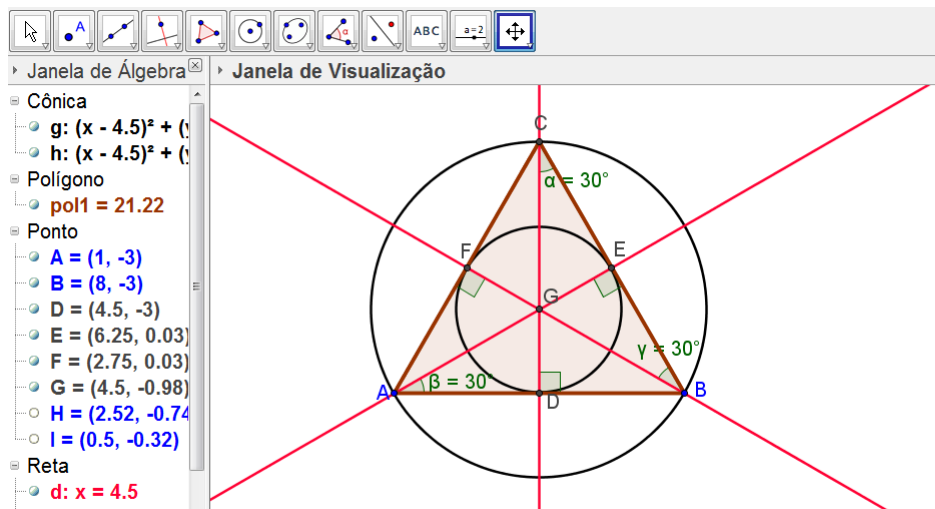 ABC
a=2
Janela de Álgebra
Janela de Visualização
Cônica
g: (x - 4.5)² + (
h: (x - 4.5)² + (
Polígono
pol1 = 21.22
Ponto
A = (1, -3)
B = (8, -3)
D = (4.5, -3)
E = (6.25, 0.03)
F = (2.75, 0.03)
G = (4.5, -0.98)
H = (2.52, -0.74
I = (0.5, -0.32)
Reta
d: x = 4.5
C
α = 30°
F
E
G
γ = 30°
A
β = 30°
D
B